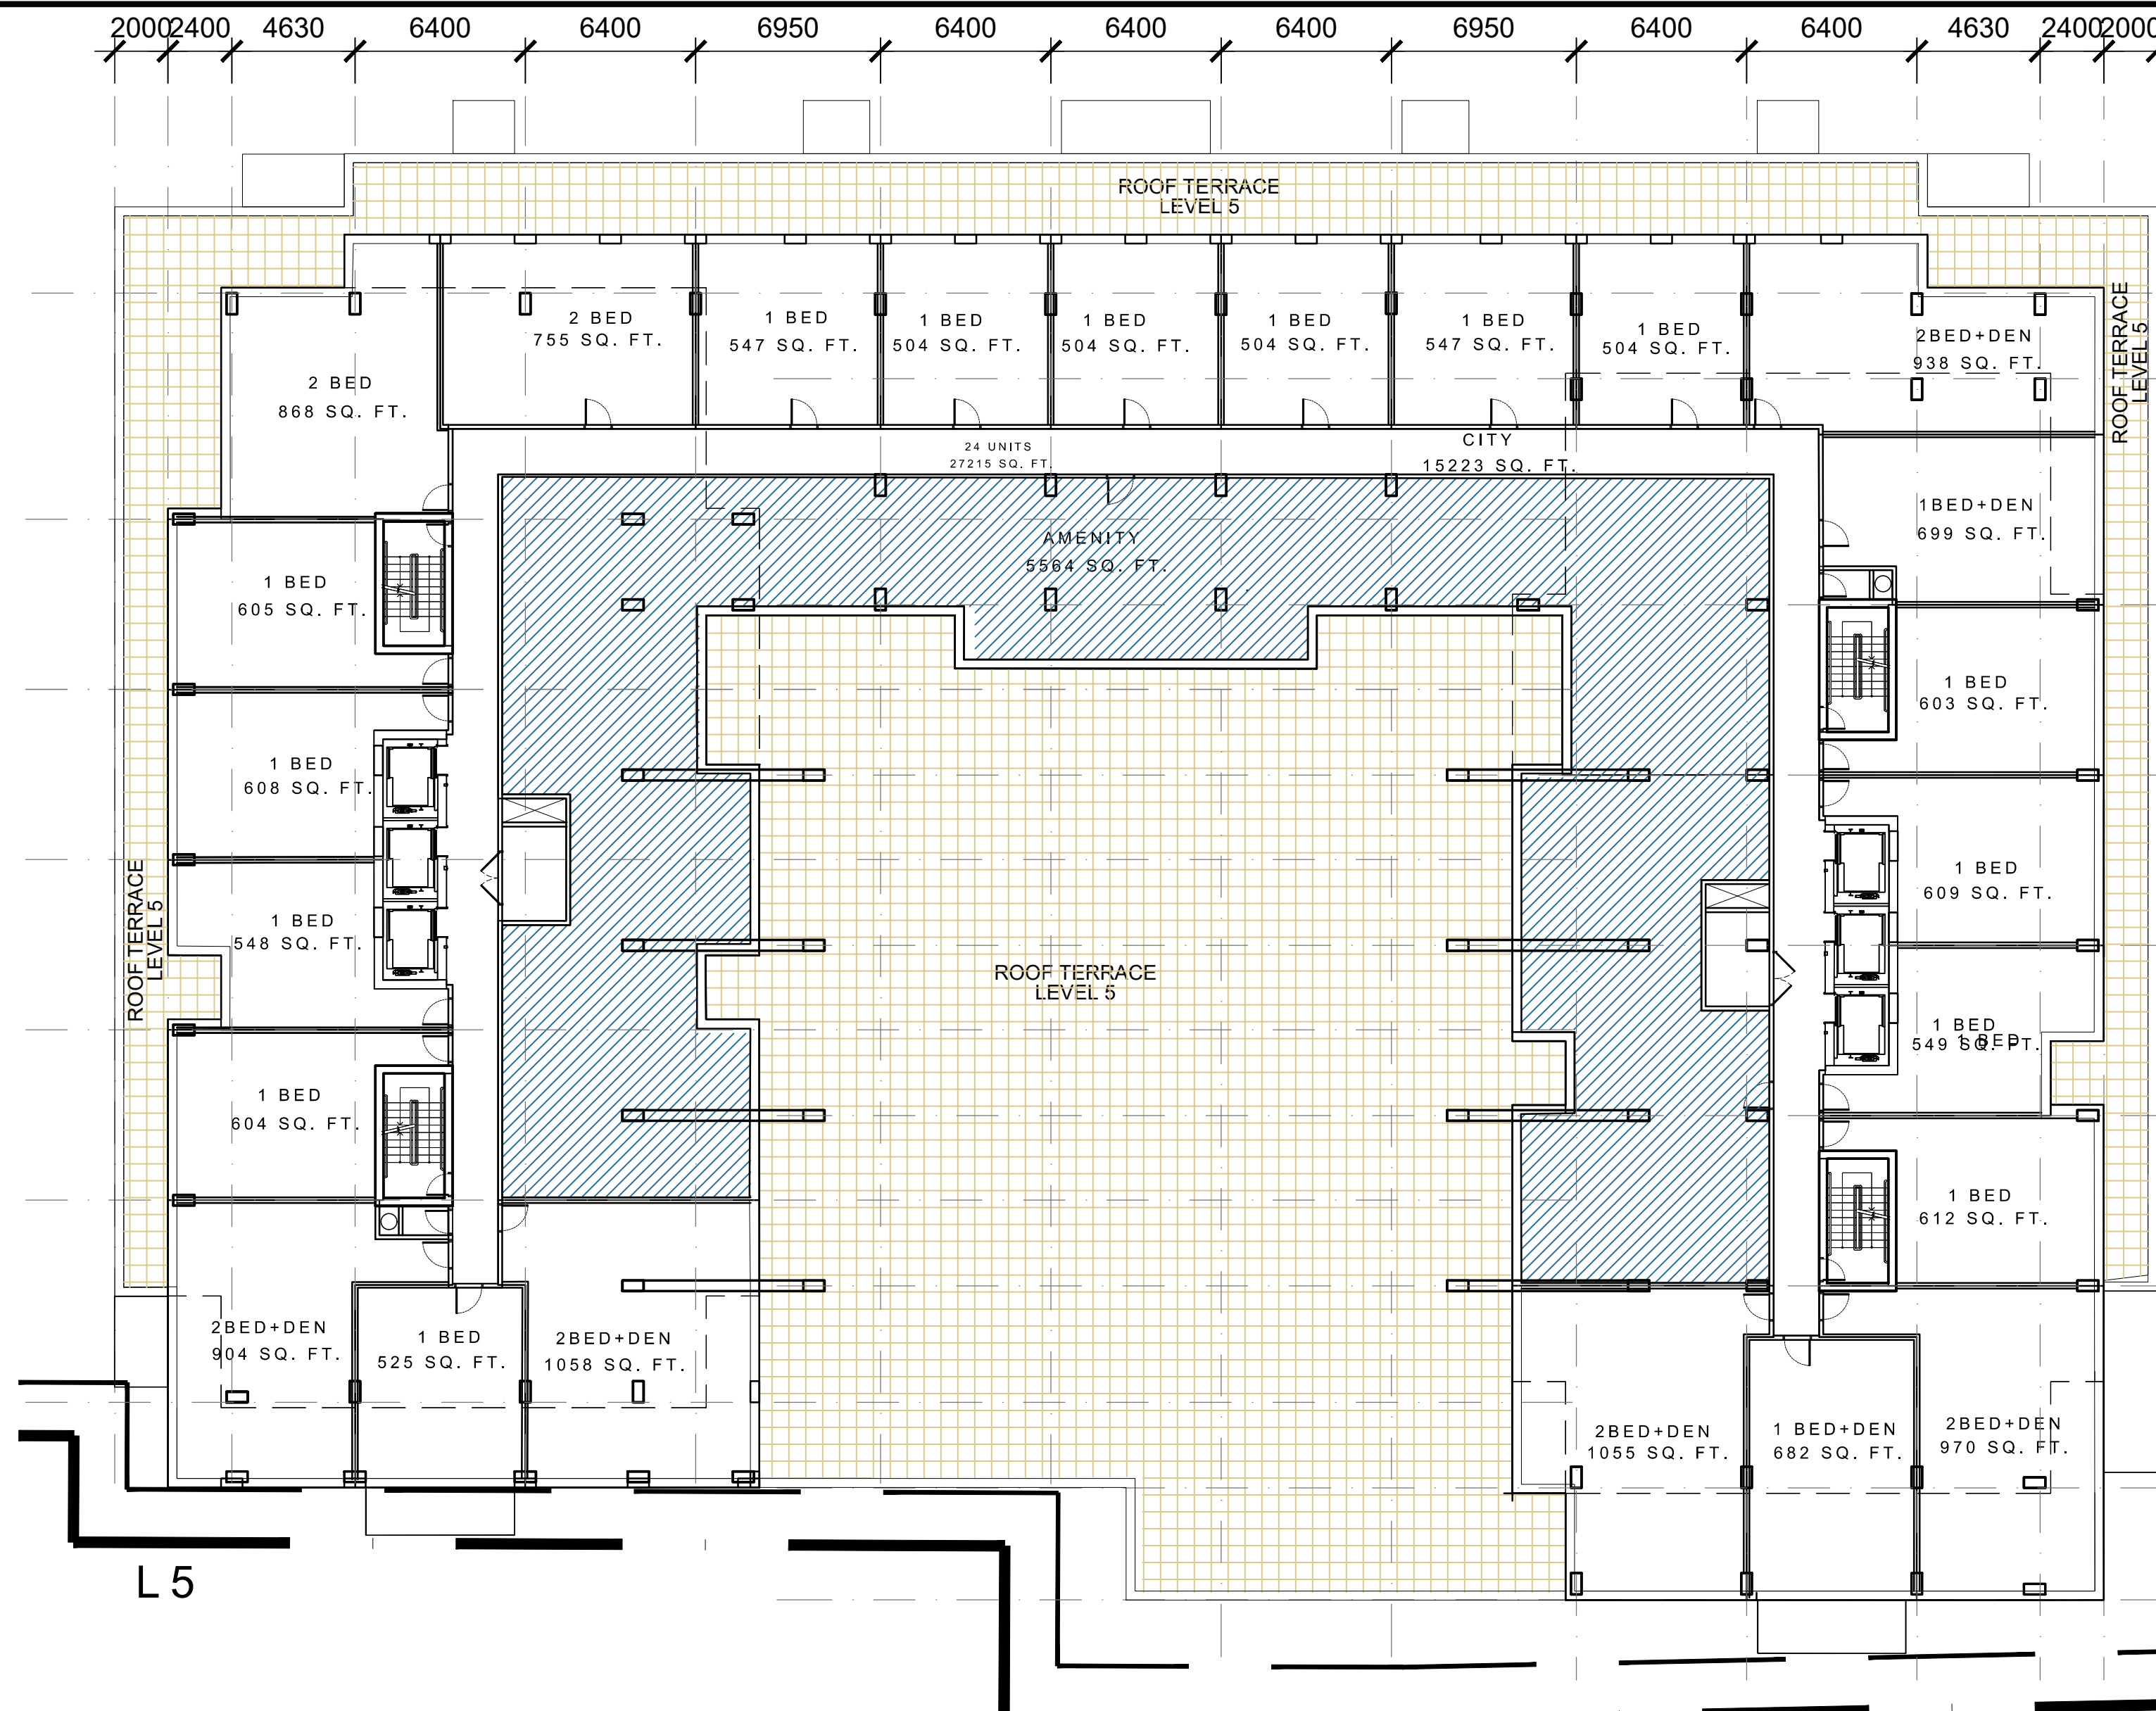 2000 2400 4630 6400 6400 6950 6400 6400 6400 6950 6400 6400 4630 2400 2000
ROOF TERRACE
LEVEL 5
2 BED
868 SQ. FT.
2 BED
755 SQ. FT.
1 BED
547 SQ. FT.
1 BED
504 SQ. FT.
1 BED
504 SQ. FT.
1 BED
504 SQ. FT.
1 BED
547 SQ. FT.
1 BED
504 SQ. FT.
2BED+DEN
938 SQ. FT.
ROOF TERRACE
LEVEL 5
24 UNITS
27215 SQ. FT.
CITY
15223 SQ. FT.
AMENITY
5564 SQ. FT.
1BED+DEN
699 SQ. FT.
1 BED
605 SQ. FT.
1 BED
603 SQ. FT.
1 BED
608 SQ. FT.
1 BED
609 SQ. FT.
ROOF TERRACE
LEVEL 5
1 BED
548 SQ. FT.
ROOF TERRACE
LEVEL 5
1 BED
549 SQ. FT.
1 BED
1 BED
604 SQ. FT.
1 BED
612 SQ. FT.
2BED+DEN
904 SQ. FT.
1 BED
525 SQ. FT.
2BED+DEN
1058 SQ. FT.
2BED+DEN
1055 SQ. FT.
1 BED+DEN
682 SQ. FT.
2BED+DEN
970 SQ. FT.
L 5